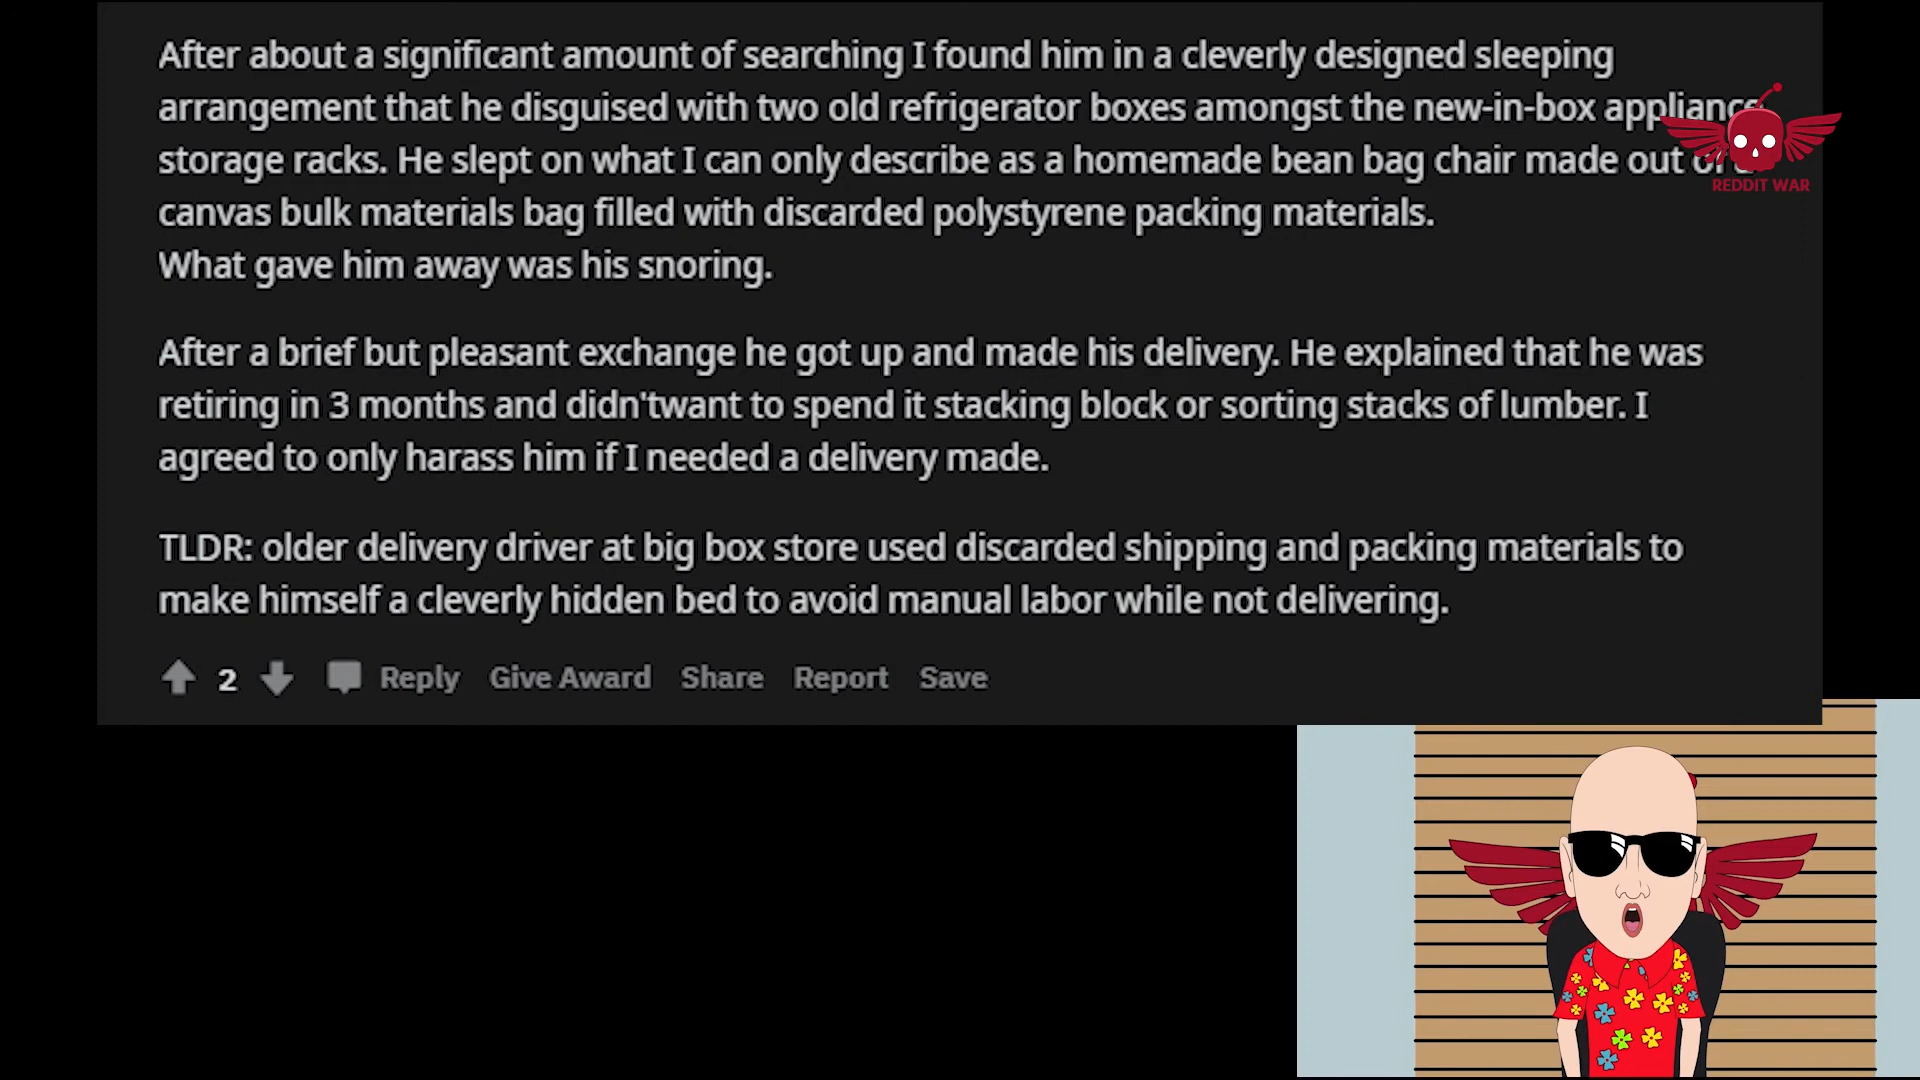 After about a significant amount of searching I found him in a cleverly designed sleeping
arrangement that he disguised with two old refrigerator boxes amongst the new-in-box appliance
storage racks. He slept on what I can only describe as a homemade bean bag chair made out of a
canvas bulk materials bag filled with discarded polystyrene packing materials.
What gave him away was his snoring.
After a brief but pleasant exchange he got up and made his delivery. He explained that he was
retiring in 3 months and didn'twant to spend it stacking block or sorting stacks of lumber. I
agreed to only harass him if I needed a delivery made.
TLDR: older delivery driver at big box store used discarded shipping and packing materials to
make himself a cleverly hidden bed to avoid manual labor while not delivering.
2 Reply Give Award Share Report Save
REDDIT WAR